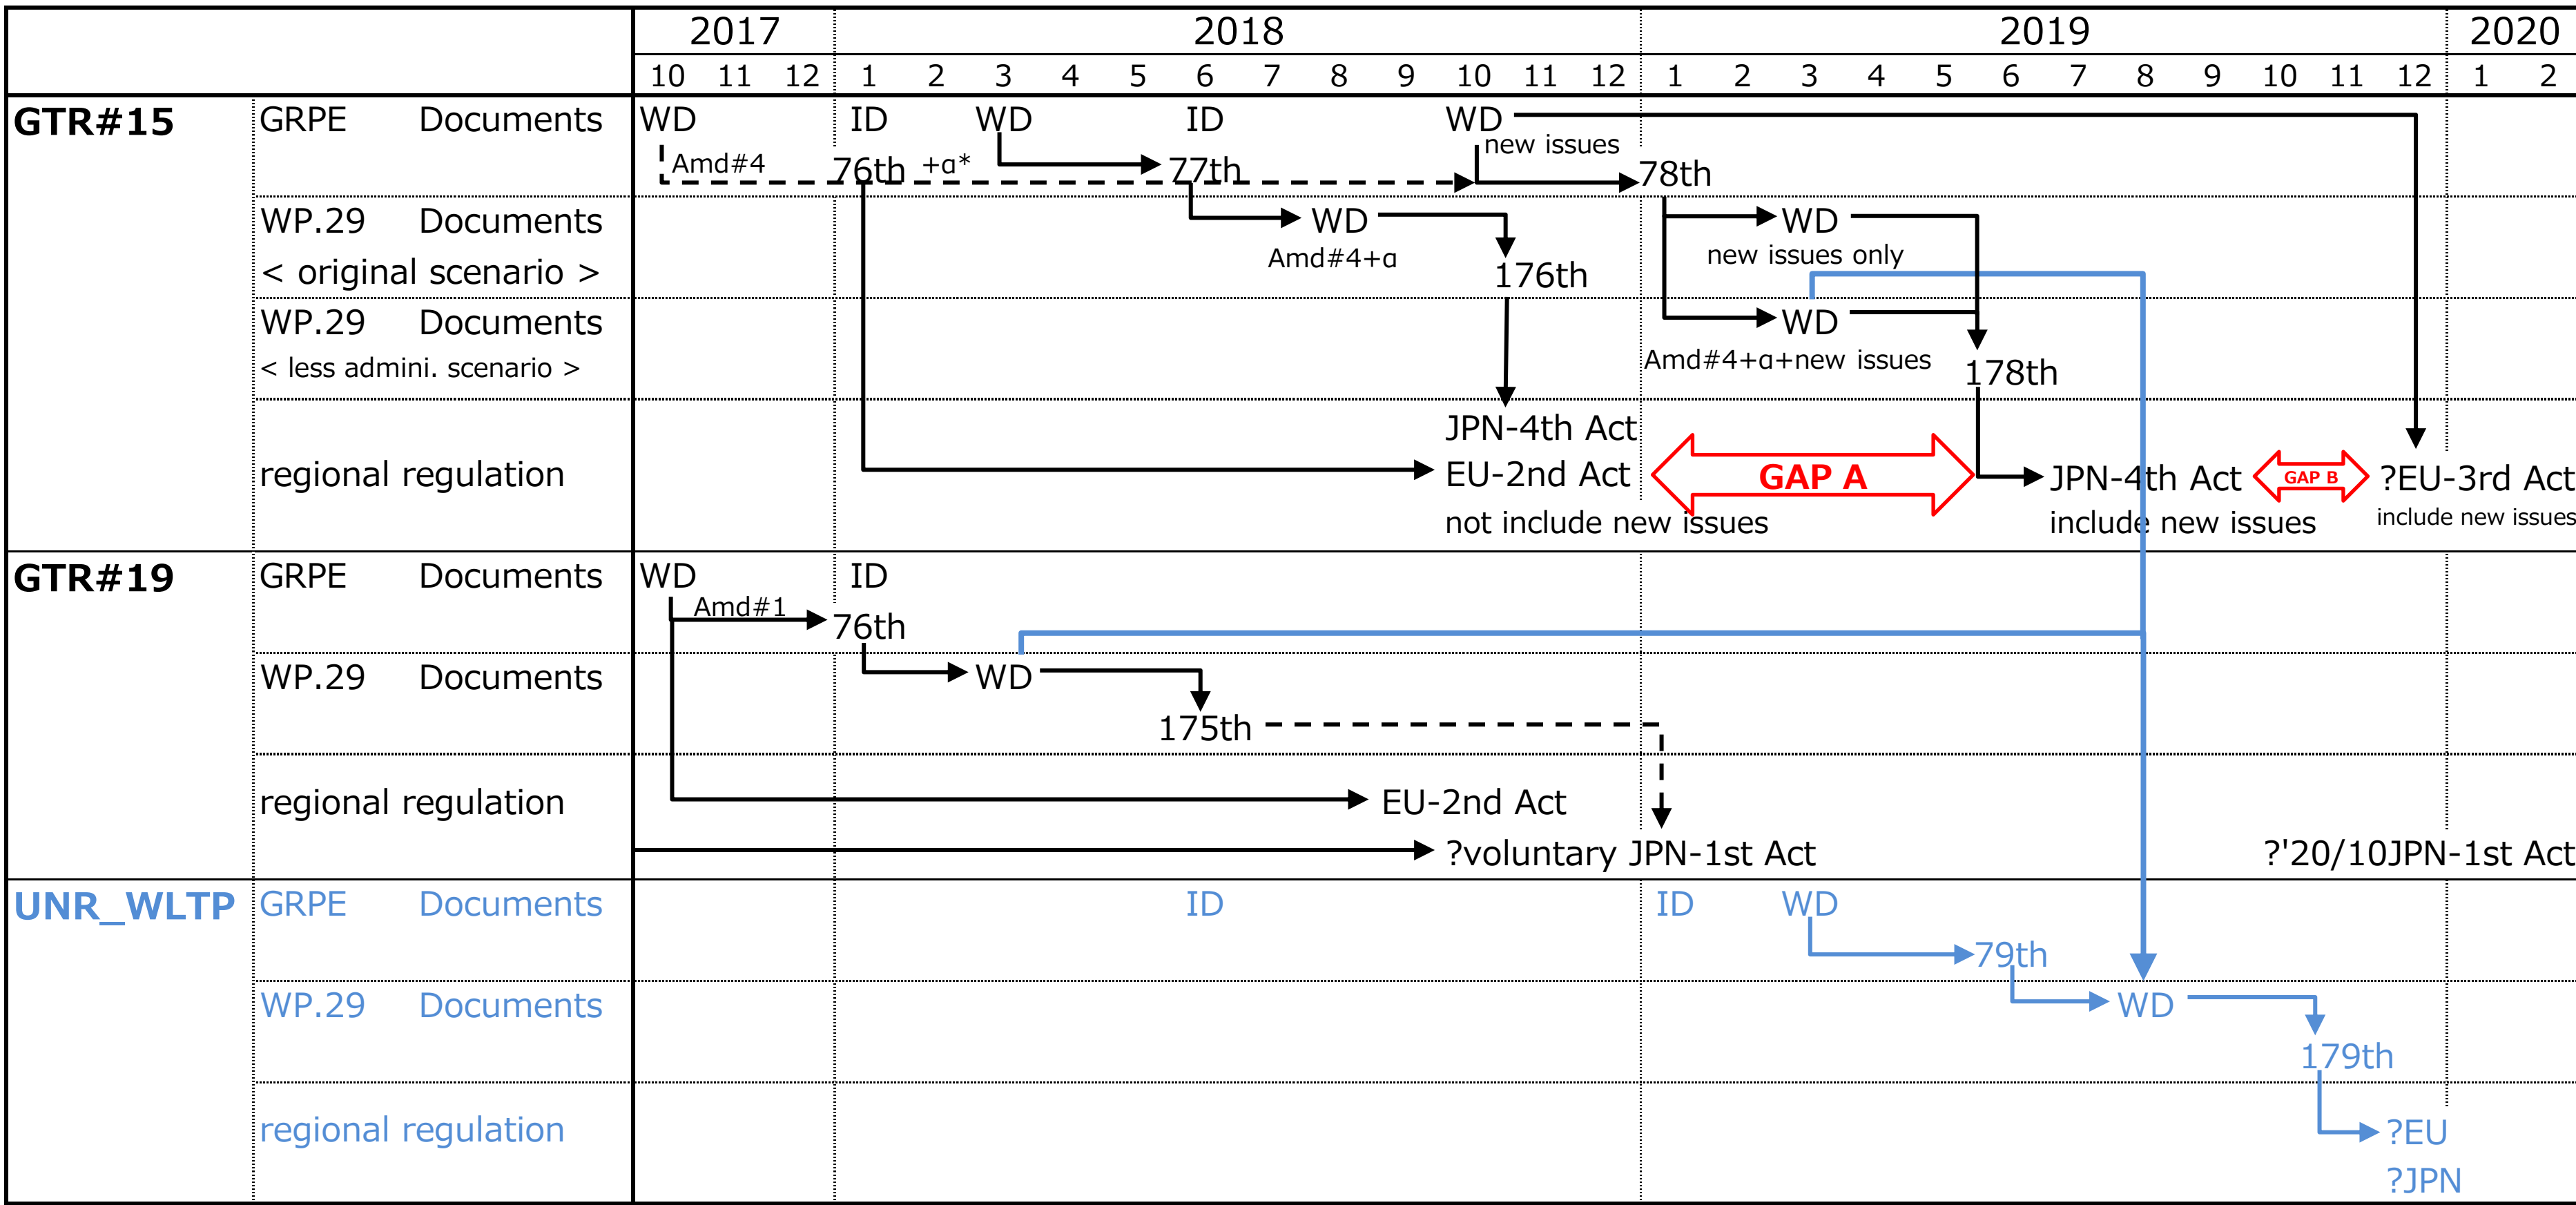 2017 2018 2019 2020
10 11 12 1 2 3 4 5 6 7 8 9 10 11 12 1 2 3 4 5 6 7 8 9 10 11 12 1 2
GTR#15 GRPE Documents WD ID WD ID WD
new issues
Amd#4 76th +α* 77th 78th
WP.29 Documents WD WD
< original scenario > Amd#4+α 176th new issues only
WP.29 Documents WD
< less admini. scenario > Amd#4+α+new issues 178th
JPN-4th Act
regional regulation EU-2nd Act GAP A JPN-4th Act GAP B ?EU-3rd Act
not include new issues include new issues include new issues
GTR#19 GRPE Documents WD ID
Amd#1 76th
WP.29 Documents WD
175th
regional regulation EU-2nd Act
?voluntary JPN-1st Act ?'20/10JPN-1st Act
UNR_WLTP GRPE Documents ID ID WD
79th
WP.29 Documents WD
179th
regional regulation ?EU
?JPN